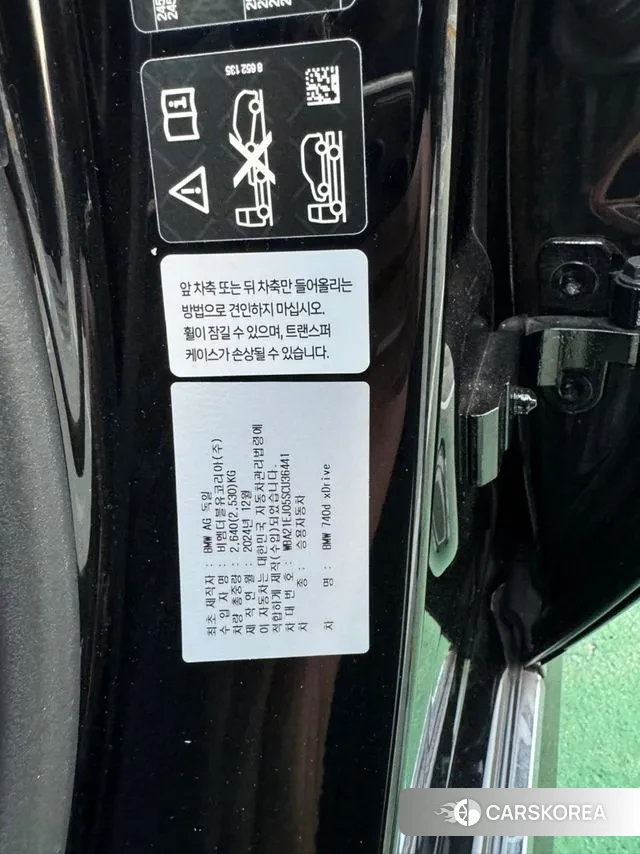 245
245
8 652 135
앞 차축 또는 뒤 차축만 들어올리는
방법으로 견인하지 마십시오.
휠이 잠길 수 있으며, 트랜스퍼
케이스가 손상될 수 있습니다.
최초 제작자 : BMW AG 독일
수 입 사 명 : 비엠더블유코리아(주)
차량 총중량 : 2,640(2,530)KG
제 작 연 월 : 2024년 12월
이 자동차는 대한민국 자동차관리법령에
적합하게 제작(수입)되었습니다.
차 대 번 호 : WBA21EJ05SCU36441
차 종 : 승용자동차
차 명 : BMW 740d xDrive
CARSKOREA